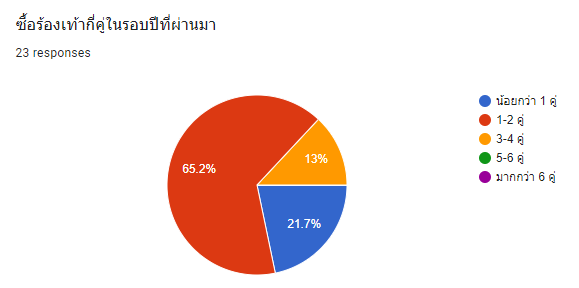 ซื้อร้องเท้ากี่คู่ในรอบปีที่ผ่านมา
23 responses
น้อยกว่า 1 คู่
1-2 คู่
3-4 คู่
5-6 คู่
มากกว่า 6 คู่
13%
65.2%
21.7%